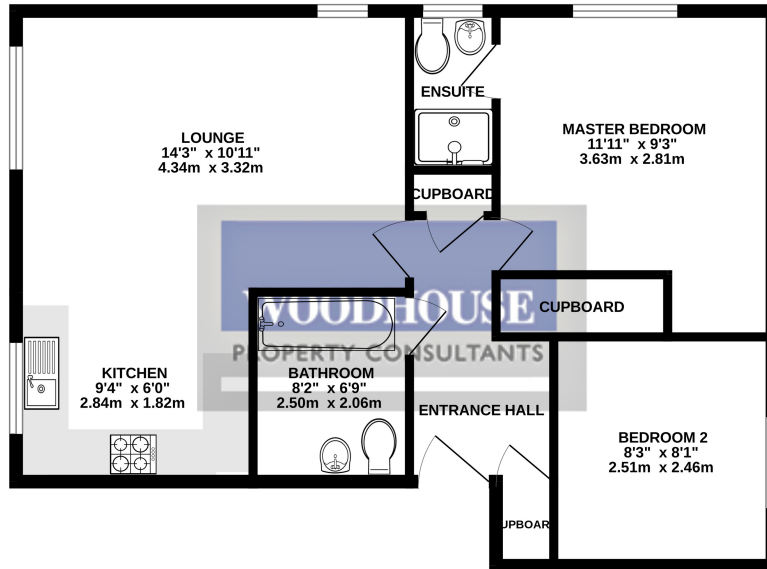 LOUNGE
14'3" x 10'11"
4.34m x 3.32m
ENSUITE
MASTER BEDROOM
11'11" x 9'3"
3.63m x 2.81m
CUPBOARD
CUPBOARD
WOODHOUSE
PROPERTY CONSULTANTS
KITCHEN
9'4" x 6'0"
2.84m x 1.82m
BATHROOM
8'2" x 6'9"
2.50m x 2.06m
ENTRANCE HALL
BEDROOM 2
8'3" x 8'1"
2.51m x 2.46m
UPBOAR